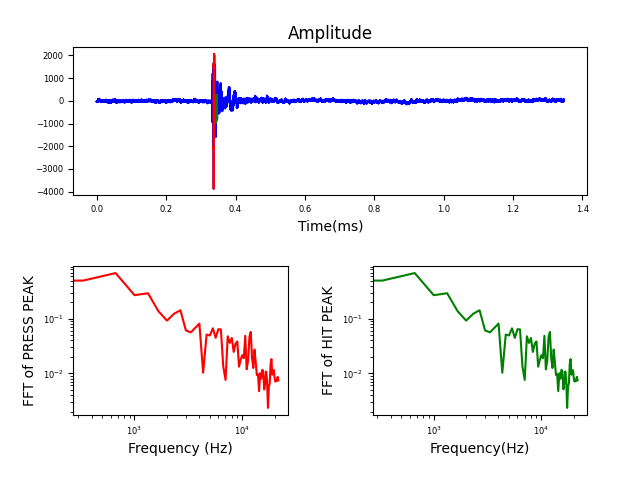 Amplitude
2000
1000
0
−1000
−2000
−3000
−4000
0.0 0.2 0.4 0.6 0.8 1.0 1.2 1.4
Time(ms)
FFT of PRESS PEAK
10⁻¹
10⁻²
10³ 10⁴
Frequency (Hz)
FFT of HIT PEAK
10⁻¹
10⁻²
10³ 10⁴
Frequency(Hz)